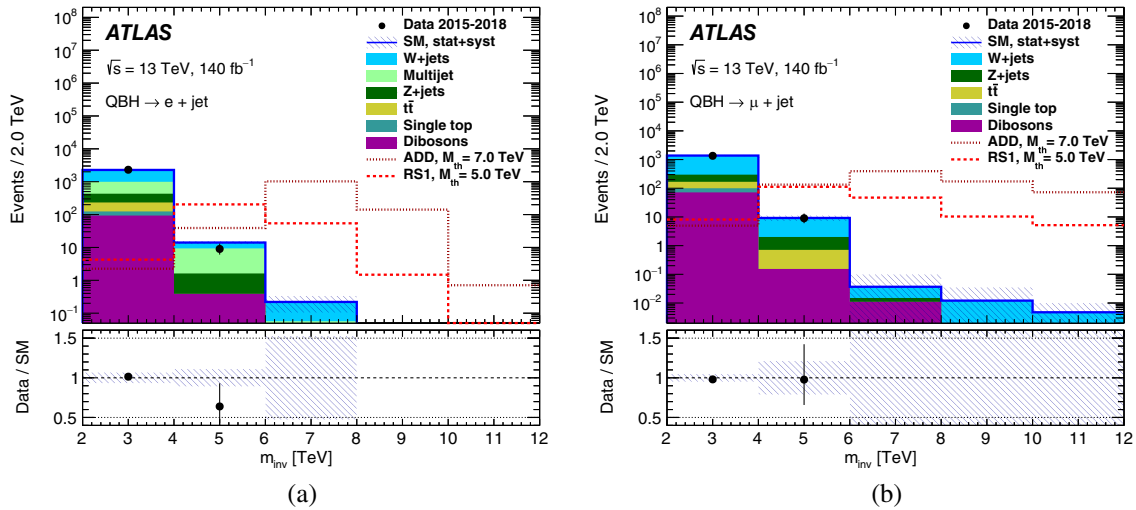 ATLAS
√s = 13 TeV, 140 fb⁻¹
QBH → e + jet
Data 2015-2018
SM, stat+syst
W+jets
Multijet
Z+jets
tt̄
Single top
Dibosons
ADD, M_th = 7.0 TeV
RS1, M_th = 5.0 TeV
Events / 2.0 TeV
10⁸
10⁷
10⁶
10⁵
10⁴
10³
10²
10
1
10⁻¹
Data / SM
1.5
1
0.5
2 3 4 5 6 7 8 9 10 11 12
m_inv [TeV]
(a)
ATLAS
√s = 13 TeV, 140 fb⁻¹
QBH → μ + jet
Data 2015-2018
SM, stat+syst
W+jets
Z+jets
tt̄
Single top
Dibosons
ADD, M_th = 7.0 TeV
RS1, M_th = 5.0 TeV
Events / 2.0 TeV
10⁸
10⁷
10⁶
10⁵
10⁴
10³
10²
10
1
10⁻¹
10⁻²
Data / SM
1.5
1
0.5
2 3 4 5 6 7 8 9 10 11 12
m_inv [TeV]
(b)